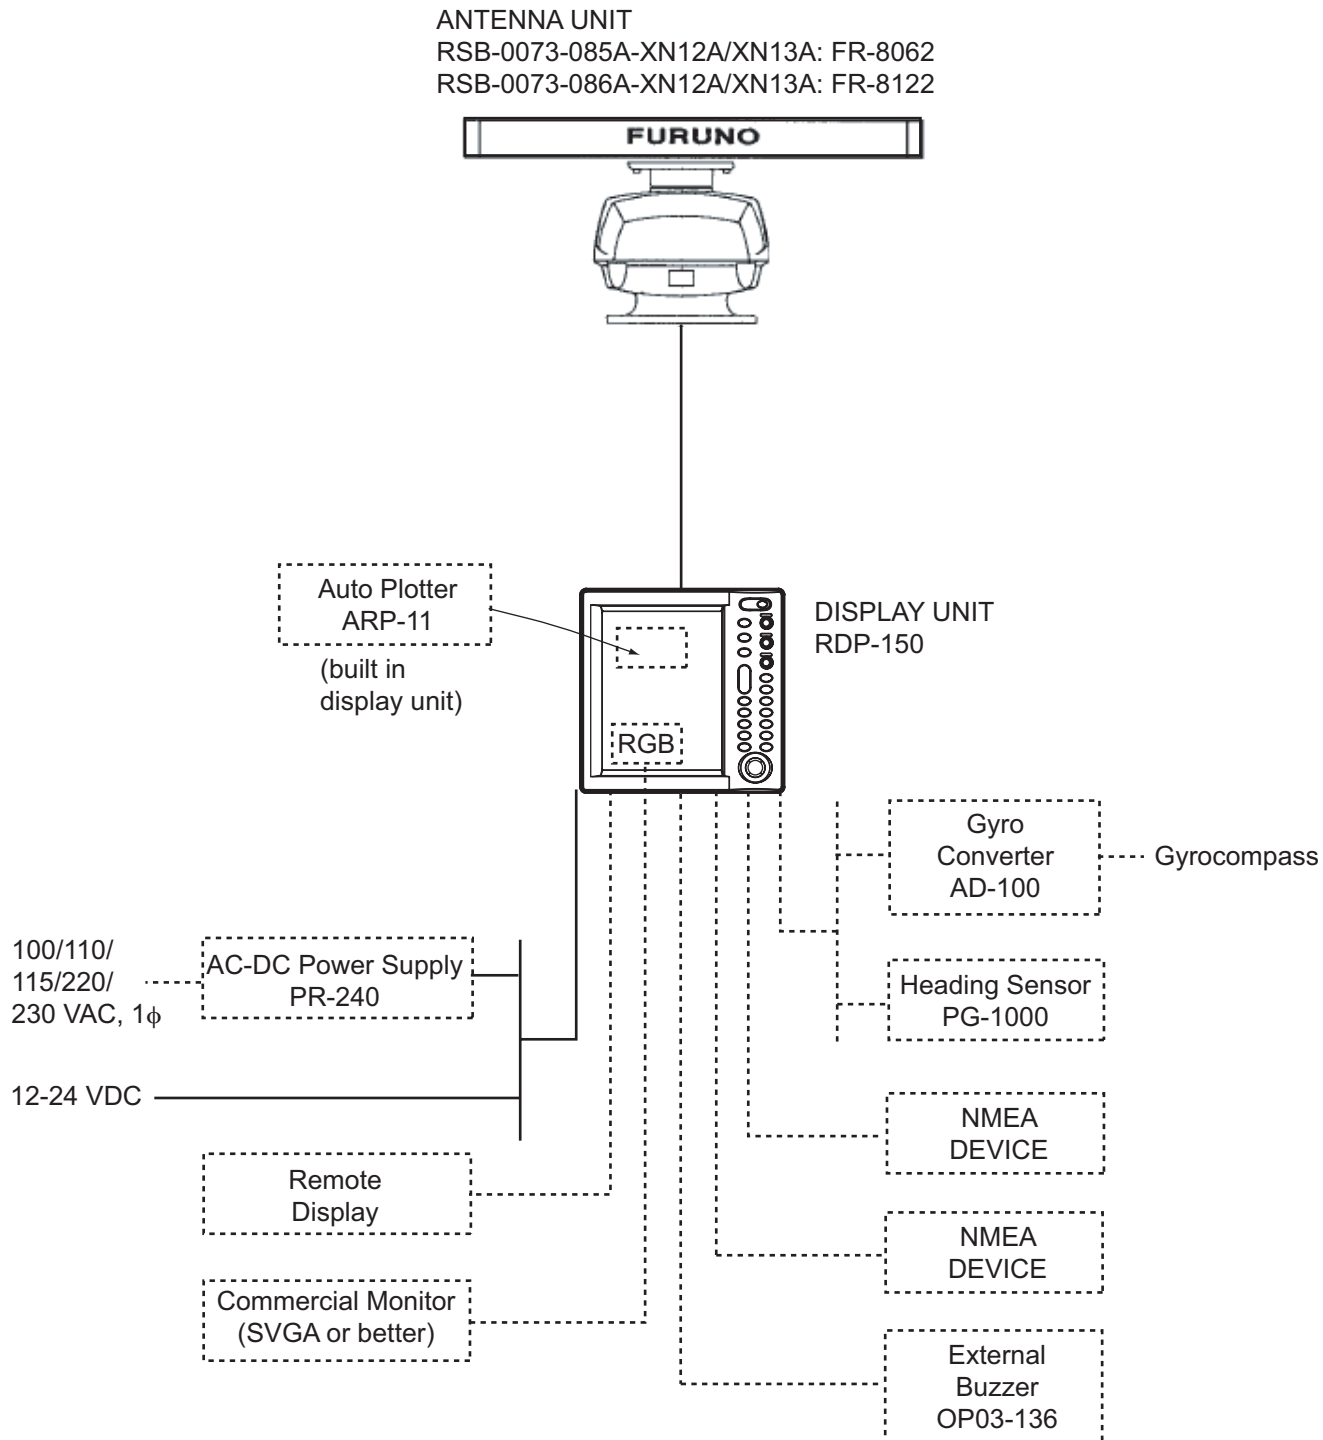 ANTENNA UNIT
RSB-0073-085A-XN12A/XN13A: FR-8062
RSB-0073-086A-XN12A/XN13A: FR-8122
FURUNO
Auto Plotter
ARP-11
(built in
display unit)
DISPLAY UNIT
RDP-150
RGB
Gyro
Converter
AD-100
Gyrocompass
100/110/
115/220/
230 VAC, 1ϕ
AC-DC Power Supply
PR-240
Heading Sensor
PG-1000
12-24 VDC
NMEA
DEVICE
Remote
Display
NMEA
DEVICE
Commercial Monitor
(SVGA or better)
External
Buzzer
OP03-136